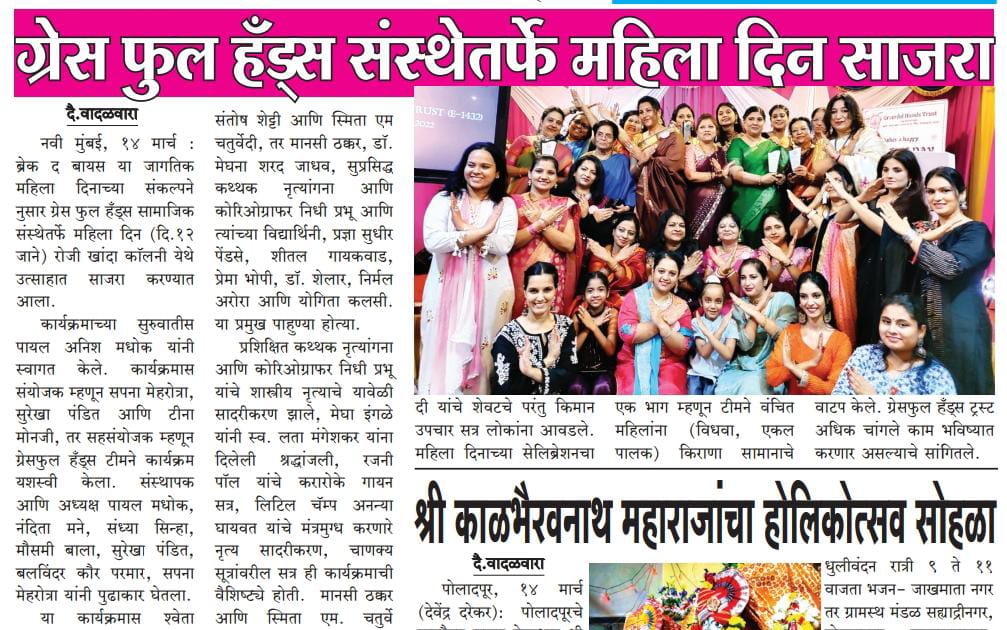 ग्रेस फुल हँड्स संस्थेतर्फे महिला दिन साजरा
दै.वादळवारा
नवी मुंबई, १४ मार्च :
ब्रेक द बायस या जागतिक
महिला दिनाच्या संकल्पने
नुसार ग्रेस फुल हँड्स सामाजिक
संस्थेतर्फे महिला दिन (दि.१२
जाने) रोजी खांदा कॉलनी येथे
उत्साहात साजरा करण्यात
आला.
कार्यक्रमाच्या सुरुवातीस
पायल अनिश मधोक यांनी
स्वागत केले. कार्यक्रमास
संयोजक म्हणून सपना मेहरोत्रा,
सुरेखा पंडित आणि टीना
मोनजी, तर सहसंयोजक म्हणून
ग्रेसफुल हँड्स टीमने कार्यक्रम
यशस्वी केला. संस्थापक
आणि अध्यक्ष पायल मधोक,
नंदिता मने, संध्या सिन्हा,
मौसमी बाला, सुरेखा पंडित,
बलविंदर कौर परमार, सपना
मेहरोत्रा यांनी पुढाकार घेतला.
या कार्यक्रमास श्वेता
संतोष शेट्टी आणि स्मिता एम
चतुर्वेदी, तर मानसी ठक्कर, डॉ.
मेघना शरद जाधव, सुप्रसिद्ध
कथ्थक नृत्यांगना आणि
कोरिओग्राफर निधी प्रभू आणि
त्यांच्या विद्यार्थिनी, प्रज्ञा सुधीर
पेंडसे, शीतल गायकवाड,
प्रेमा भोपी, डॉ. शेलार, निर्मल
अरोरा आणि योगिता कलसी.
या प्रमुख पाहुण्या होत्या.
प्रशिक्षित कथ्थक नृत्यांगना
आणि कोरिओग्राफर निधी प्रभू
यांचे शास्त्रीय नृत्याचे यावेळी
सादरीकरण झाले, मेघा इंगळे
यांनी स्व. लता मंगेशकर यांना
दिलेली श्रद्धांजली, रजनी
पॉल यांचे कराराोके गायन
सत्र, लिटिल चॅम्प अनन्या
घायवत यांचे मंत्रमुग्ध करणारे
नृत्य सादरीकरण, चाणक्य
सूत्रांवरील सत्र ही कार्यक्रमाची
वैशिष्ट्ये होती. मानसी ठक्कर
आणि स्मिता एम. चतुर्वे
RUST (E-1432)
2022
Graceful Hands Trust
दी यांचे शेवटचे परंतु किमान
उपचार सत्र लोकांना आवडले.
महिला दिनाच्या सेलिब्रेशनचा
एक भाग म्हणून टीमने वंचित
महिलांना (विधवा, एकल
पालक) किराणा सामानाचे
वाटप केले. ग्रेसफुल हँड्स ट्रस्ट
अधिक चांगले काम भविष्यात
करणार असल्याचे सांगितले.
श्री काळभैरवनाथ महाराजांचा होलिकोत्सव सोहळा
दै.वादळवारा
पोलादपूर, १४ मार्च
(देवेंद्र दरेकर): पोलादपूरचे
धुलीवंदन रात्री ९ ते ११
वाजता भजन- जाखमाता नगर
तर ग्रामस्थ मंडळ सह्याद्रीनगर,